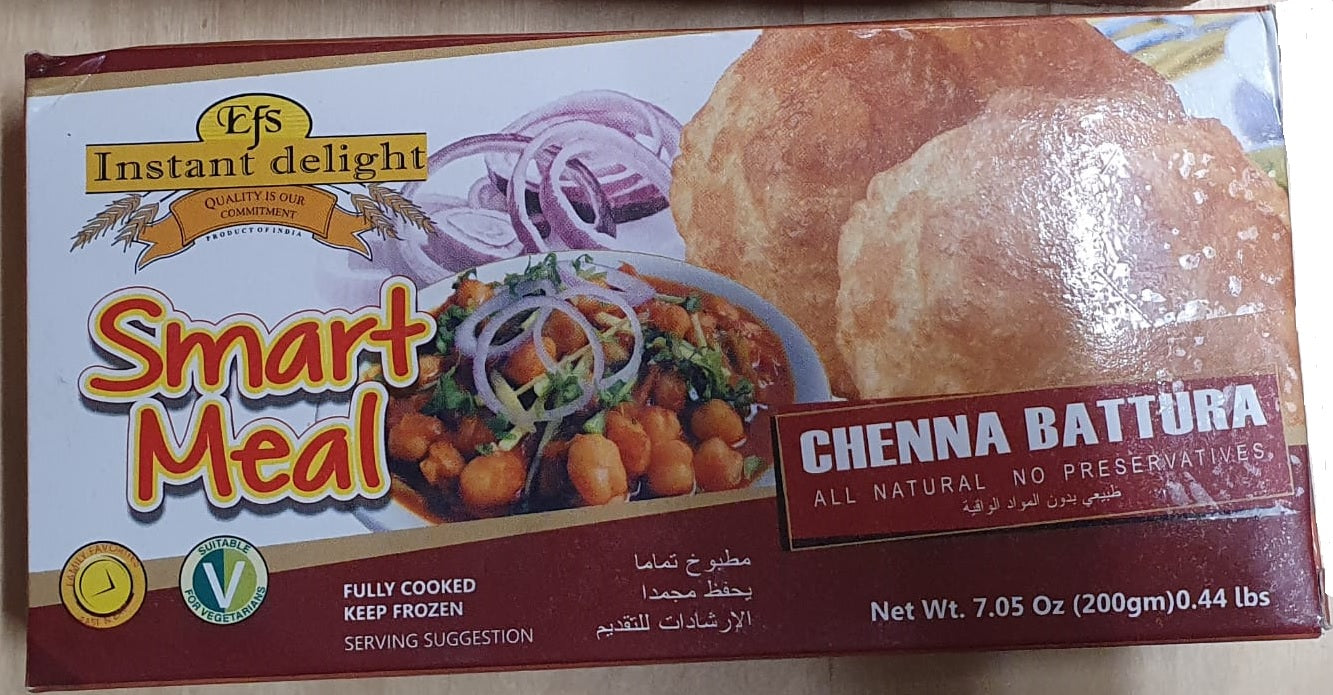 Efs
Instant delight
QUALITY IS OUR
COMMITMENT
PRODUCT OF INDIA
Smart
Meal
CHENNA BATTURA
ALL NATURAL NO PRESERVATIVES
طبيعي بدون المواد الواقية
FAMILY FAVORITES
SUITABLE
V
FOR VEGETARIANS
FULLY COOKED
KEEP FROZEN
SERVING SUGGESTION
مطبوخ تماما
يحفظ مجمدا
الإرشادات للتقديم
Net Wt. 7.05 Oz (200gm)0.44 lbs